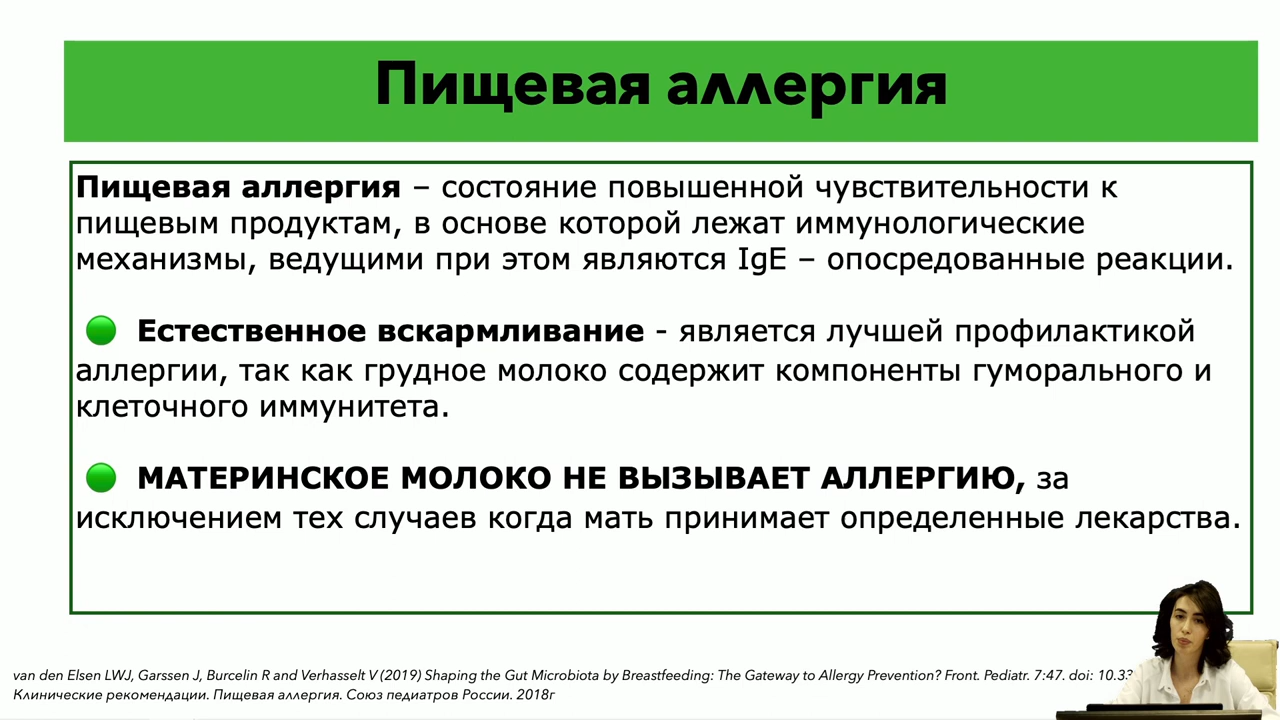 Пищевая аллергия
Пищевая аллергия – состояние повышенной чувствительности к
пищевым продуктам, в основе которой лежат иммунологические
механизмы, ведущими при этом являются IgE – опосредованные реакции.
Естественное вскармливание - является лучшей профилактикой
аллергии, так как грудное молоко содержит компоненты гуморального и
клеточного иммунитета.
МАТЕРИНСКОЕ МОЛОКО НЕ ВЫЗЫВАЕТ АЛЛЕРГИЮ, за
исключением тех случаев когда мать принимает определенные лекарства.
van den Elsen LWJ, Garssen J, Burcelin R and Verhasselt V (2019) Shaping the Gut Microbiota by Breastfeeding: The Gateway to Allergy Prevention? Front. Pediatr. 7:47. doi:
Клинические рекомендации. Пищевая аллергия. Союз педиатров России. 2018г